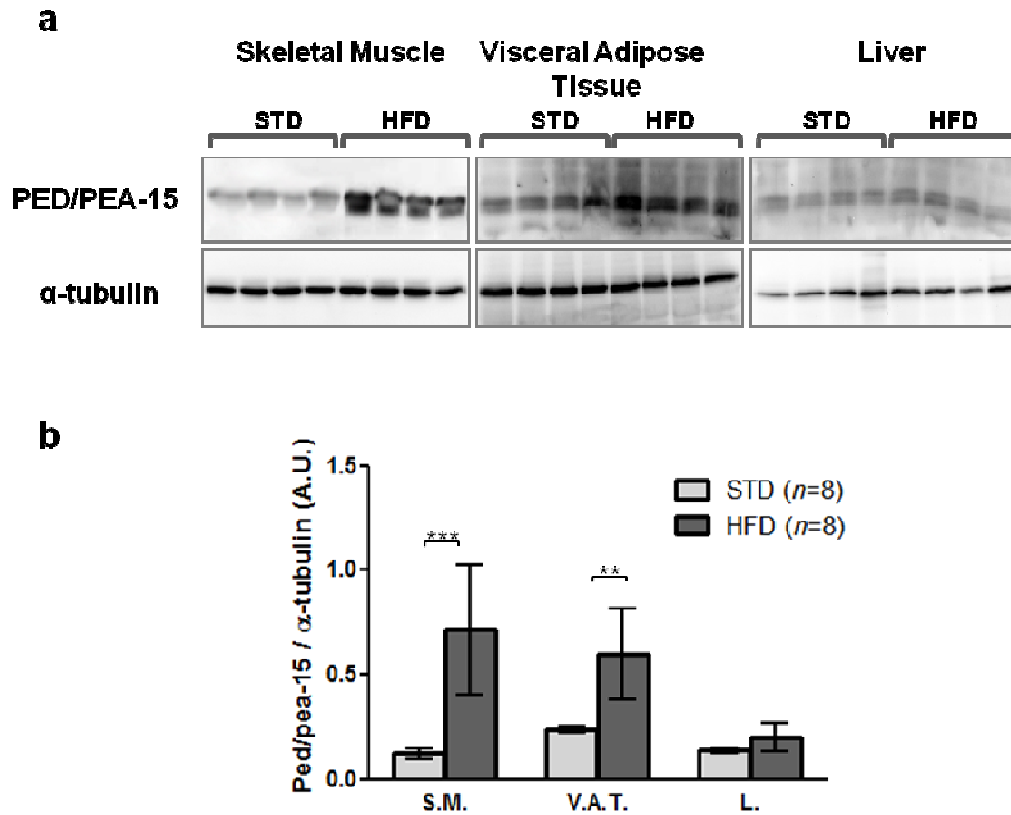 a
Skeletal Muscle Visceral Adipose Tissue Liver
STD HFD STD HFD STD HFD
PED/PEA-15
α-tubulin
b
Ped/pea-15 / α-tubulin (A.U.)
1.5
1.0
0.5
0.0
***
**
STD (n=8)
HFD (n=8)
S.M. V.A.T. L.